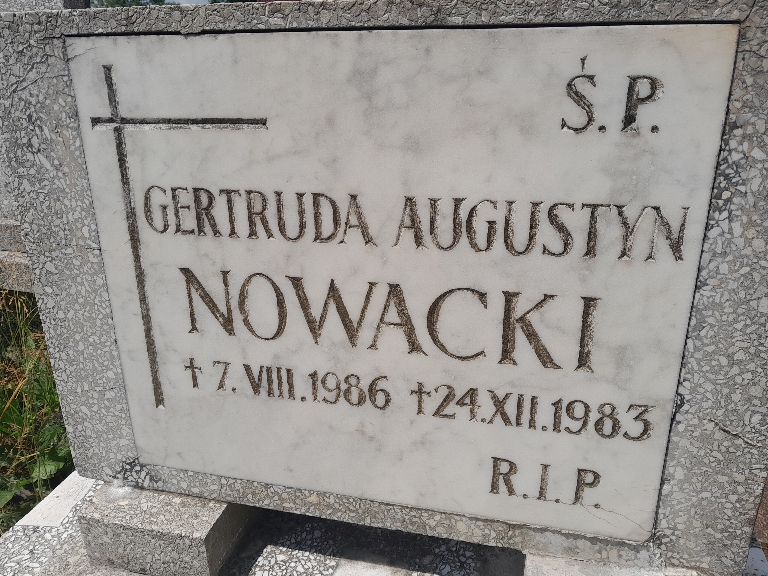 Ś. P.
GERTRUDA AUGUSTYN
NOWACKI
† 7. VIII. 1986 † 24. XII. 1983
R. I. P.